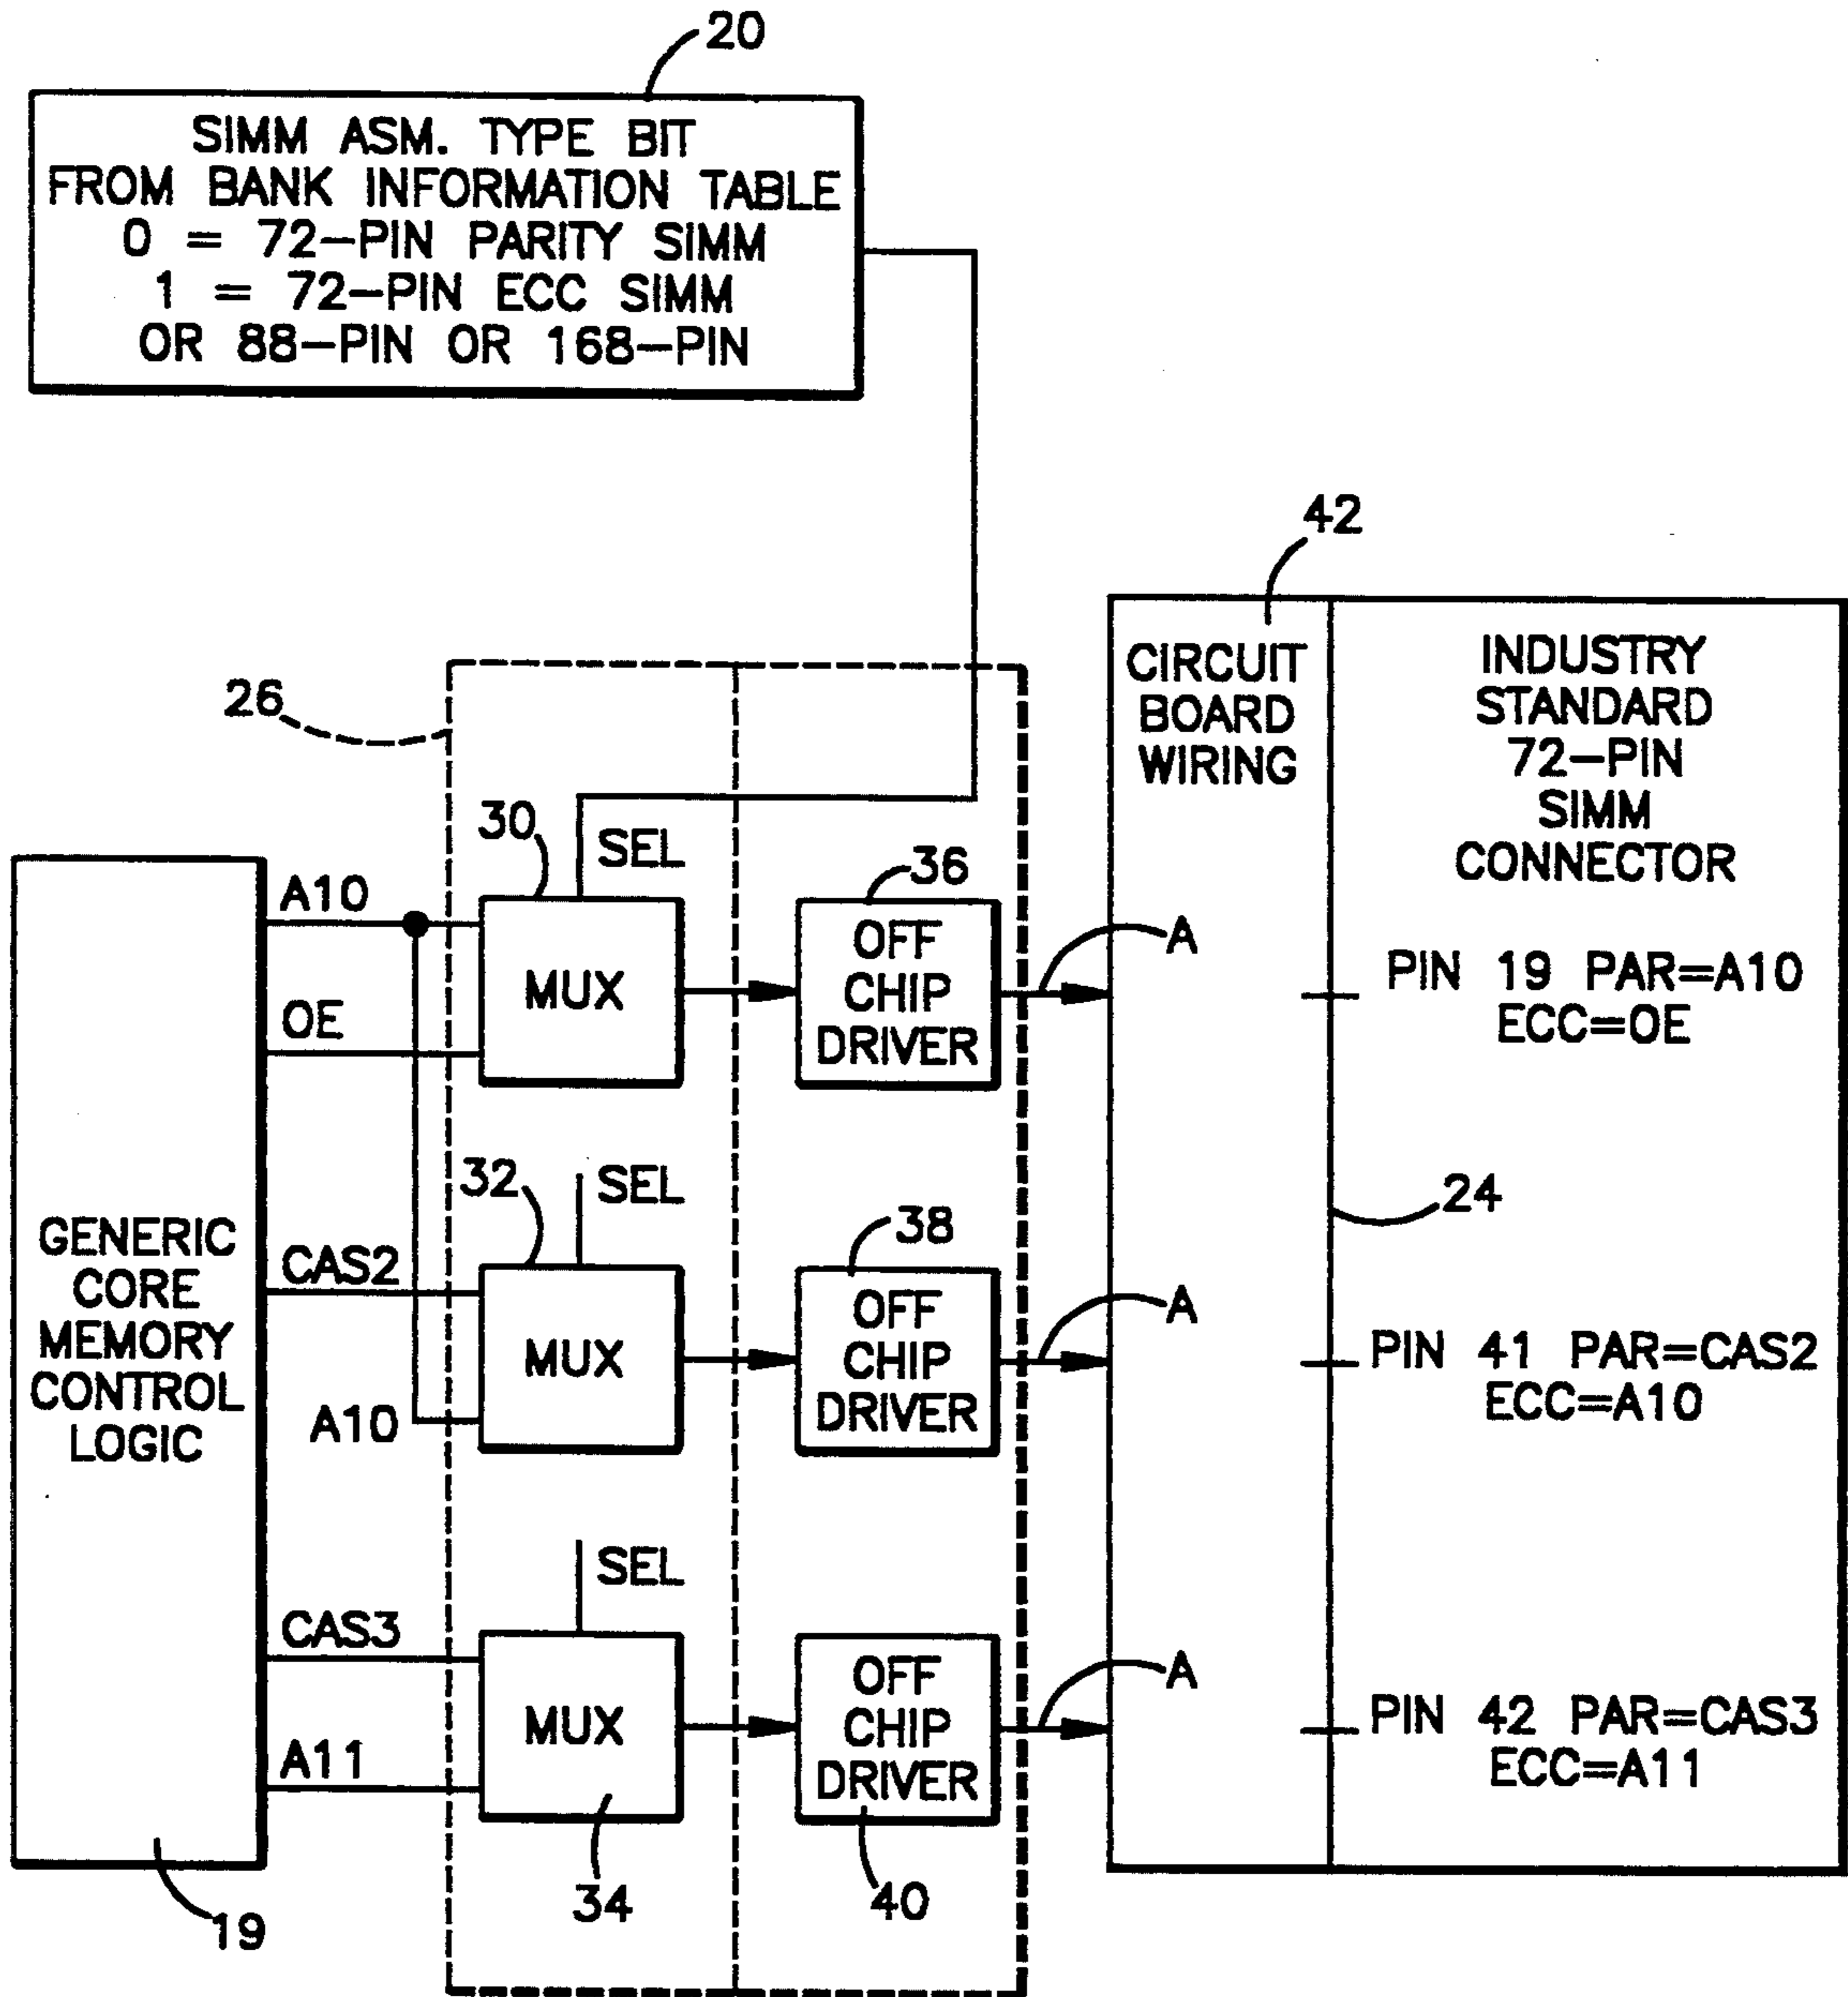 20
SIMM ASM. TYPE BIT
FROM BANK INFORMATION TABLE
0 = 72-PIN PARITY SIMM
1 = 72-PIN ECC SIMM
OR 88-PIN OR 168-PIN
42
CIRCUIT
BOARD
WIRING
INDUSTRY
STANDARD
72-PIN
SIMM
CONNECTOR
26
30
SEL
36
A10
OE
MUX
OFF
CHIP
DRIVER
A
PIN 19 PAR=A10
ECC=OE
32
SEL
38
24
GENERIC
CORE
MEMORY
CONTROL
LOGIC
CAS2
A10
MUX
OFF
CHIP
DRIVER
A
PIN 41 PAR=CAS2
ECC=A10
SEL
CAS3
A11
MUX
OFF
CHIP
DRIVER
A
PIN 42 PAR=CAS3
ECC=A11
19
34
40